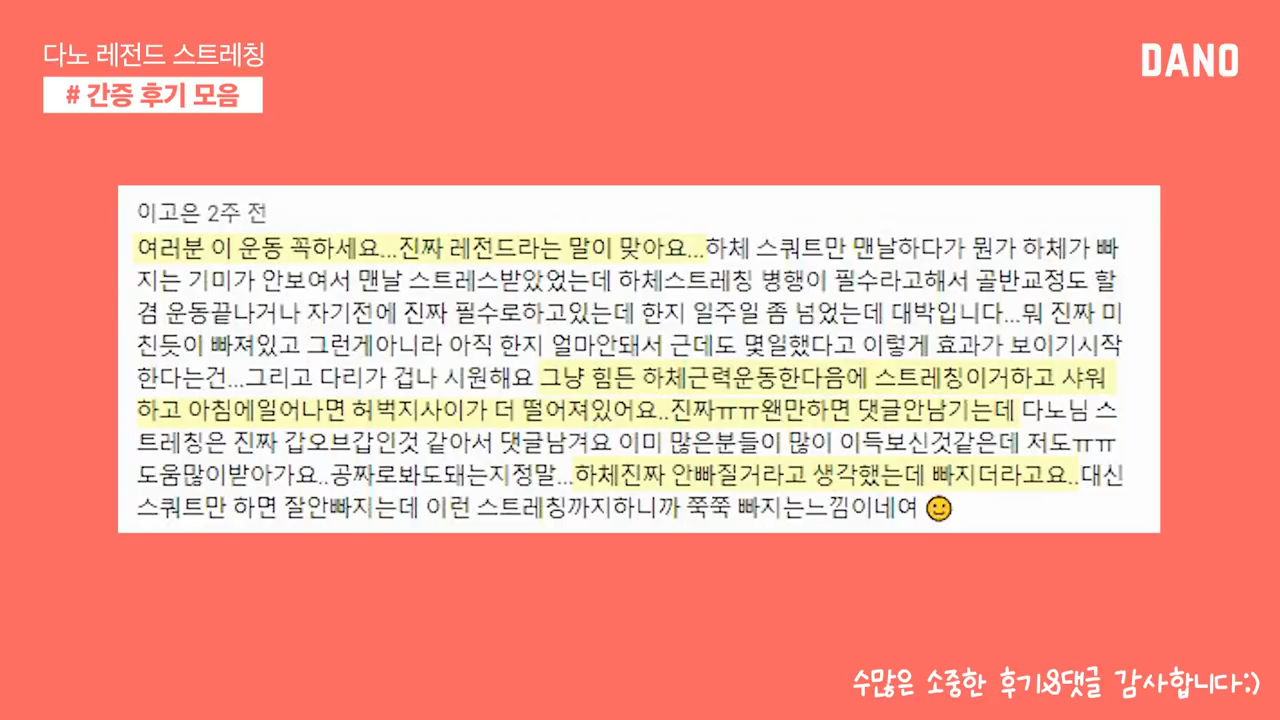 다노 레전드 스트레칭
DANO
# 간증 후기 모음
이고은 2주 전
여러분 이 운동 꼭하세요...진짜 레전드라는 말이 맞아요...하체 스쿼트만 맨날하다가 뭔가 하체가 빠
지는 기미가 안보여서 맨날 스트레스받았었는데 하체스트레칭 병행이 필수라고해서 골반교정도 할
겸 운동끝나거나 자기전에 진짜 필수로하고있는데 한지 일주일 좀 넘었는데 대박입니다...뭐 진짜 미
친듯이 빠져있고 그런게아니라 아직 한지 얼마안돼서 근데도 몇일했다고 이렇게 효과가 보이기시작
한다는건...그리고 다리가 겁나 시원해요 그냥 힘든 하체근력운동한다음에 스트레칭이거하고 샤워
하고 아침에일어나면 허벅지사이가 더 떨어져있어요..진짜ㅠㅠ왠만하면 댓글안남기는데 다노님 스
트레칭은 진짜 갑오브갑인것 같아서 댓글남겨요 이미 많은분들이 많이 이득보신것같은데 저도ㅠㅠ
도움많이받아가요..공짜로봐도돼는지정말...하체진짜 안빠질거라고 생각했는데 빠지더라고요..대신
스쿼트만 하면 잘안빠지는데 이런 스트레칭까지하니까 쭉쭉 빠지는느낌이네여 🙂
수많은 소중한 후기&댓글 감사합니다:)